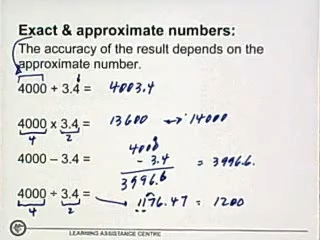 Exact & approximate numbers:
The accuracy of the result depends on the
approximate number.
4000 + 3.4 = 4003.4
4000 x 3.4 = 13600 ↔ 14000
4 2
4000 – 3.4 =
4000
– 3.4
3996.6
= 3996.6.
4000 ÷ 3.4 = → 1176.47 = 1200
4 2
LEARNING ASSISTANCE CENTRE